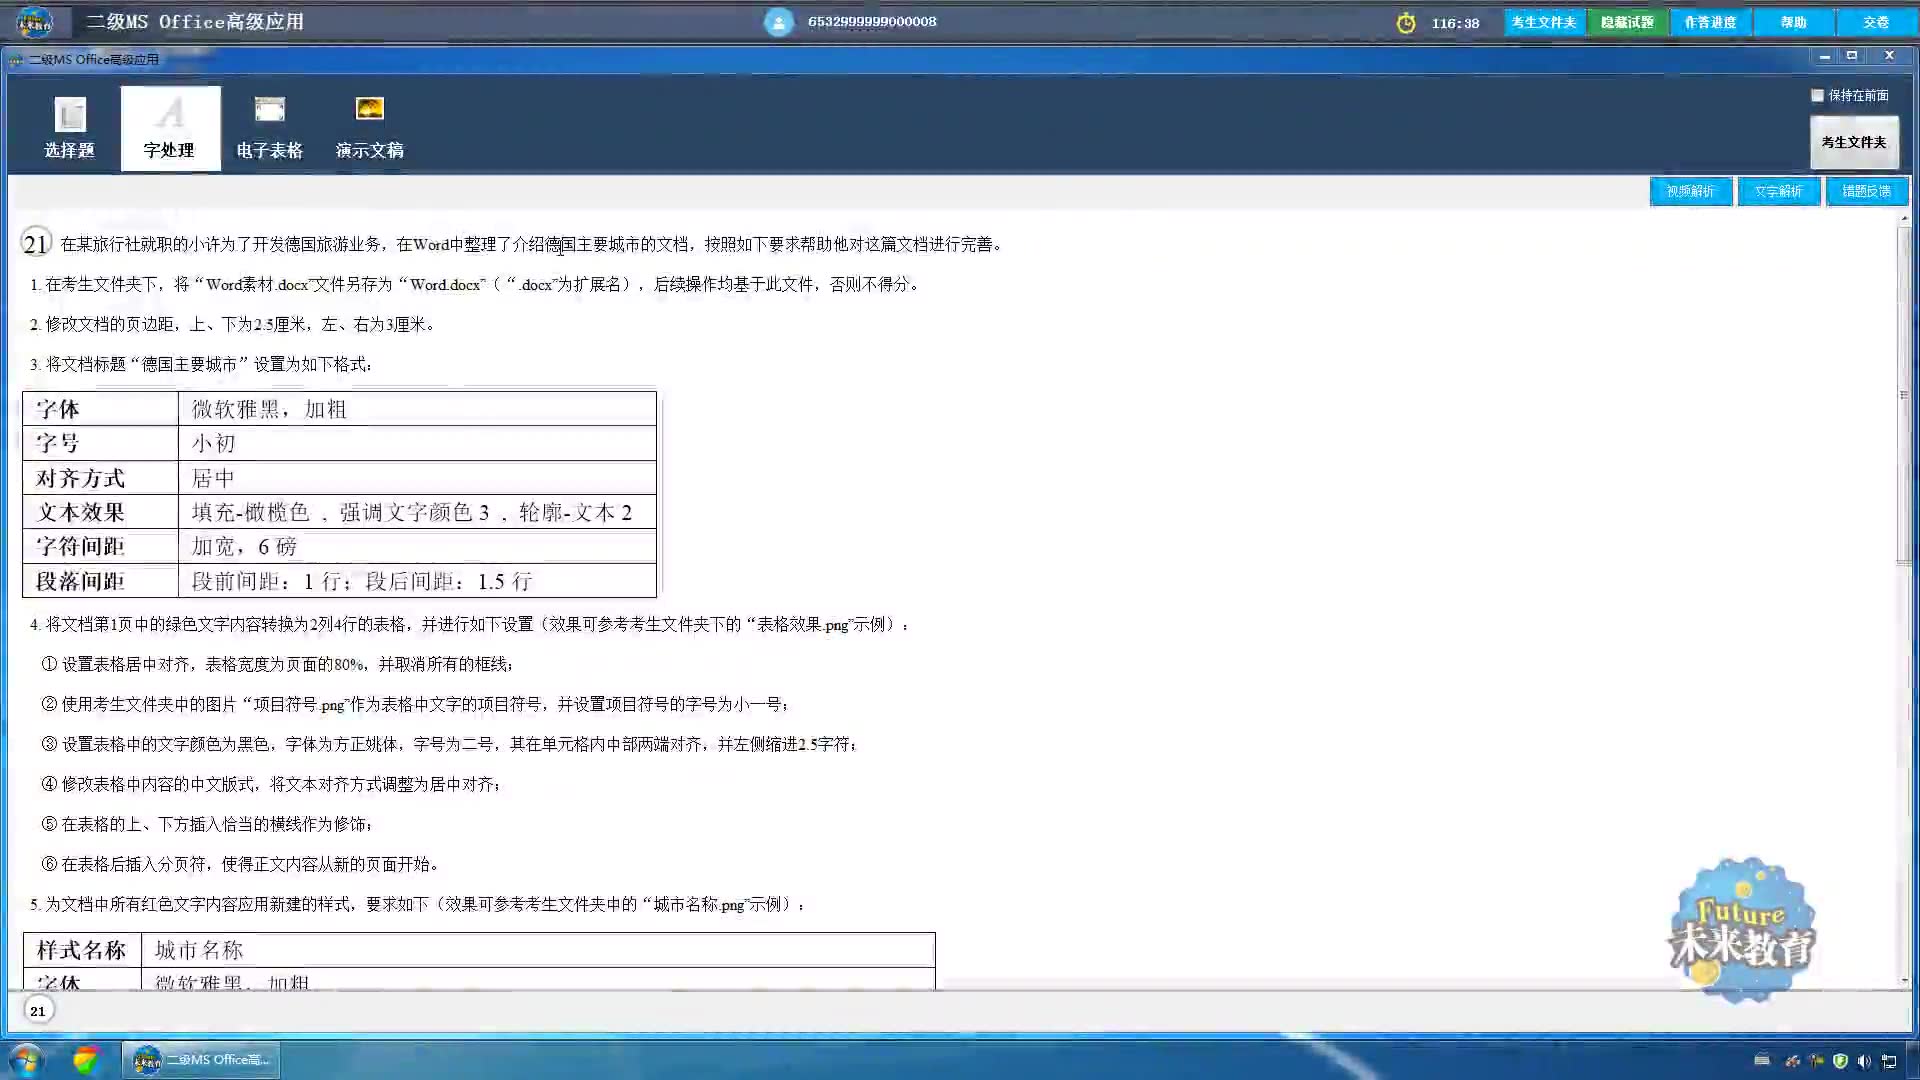 二级MS Office高级应用
6532999999000008
116:38
考生文件夹
隐藏试题
作答进度
帮助
交卷
二级MS Office高级应用
选择题
字处理
电子表格
演示文稿
保持在前面
考生文件夹
视频解析
文字解析
错题反馈
21 在某旅行社就职的小许为了开发德国旅游业务，在Word中整理了介绍德国主要城市的文档，按照如下要求帮助他对这篇文档进行完善。
1. 在考生文件夹下，将“Word素材.docx”文件另存为“Word.docx”（“.docx”为扩展名），后续操作均基于此文件，否则不得分。
2. 修改文档的页边距，上、下为2.5厘米，左、右为3厘米。
3. 将文档标题“德国主要城市”设置为如下格式：
字体 微软雅黑，加粗
字号 小初
对齐方式 居中
文本效果 填充-橄榄色，强调文字颜色 3，轮廓-文本 2
字符间距 加宽，6 磅
段落间距 段前间距：1 行；段后间距：1.5 行
4. 将文档第1页中的绿色文字内容转换为2列4行的表格，并进行如下设置（效果可参考考生文件夹下的“表格效果.png”示例）：
① 设置表格居中对齐，表格宽度为页面的80%，并取消所有的框线；
② 使用考生文件夹中的图片“项目符号.png”作为表格中文字的项目符号，并设置项目符号的字号为小一号；
③ 设置表格中的文字颜色为黑色，字体为方正姚体，字号为二号，其在单元格内中部两端对齐，并左侧缩进2.5字符；
④ 修改表格中内容的中文版式，将文本对齐方式调整为居中对齐；
⑤ 在表格的上、下方插入恰当的横线作为修饰；
⑥ 在表格后插入分页符，使得正文内容从新的页面开始。
5. 为文档中所有红色文字内容应用新建的样式，要求如下（效果可参考考生文件夹中的“城市名称.png”示例）：
样式名称 城市名称
字体 微软雅黑，加粗
Future
未来教育
21
二级MS Office高...